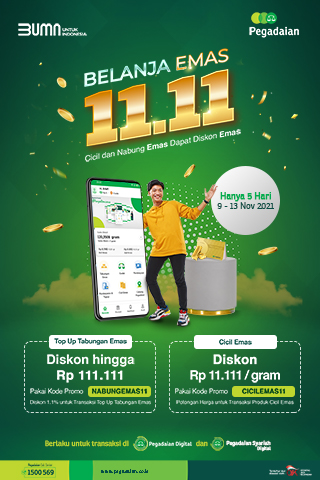 BUMN UNTUK INDONESIA
Pegadaian
BELANJA EMAS
11.11
Cicil dan Nabung Emas Dapat Diskon Emas
Hanya 5 Hari
9 - 13 Nov 2021
Top Up Tabungan Emas
Diskon hingga
Rp 111.111
Pakai Kode Promo NABUNGEMAS11
Diskon 1.1% untuk Transaksi Top Up Tabungan Emas
Cicil Emas
Diskon
Rp 11.111/gram
Pakai Kode Promo CICILEMAS11
Potongan Harga untuk Transaksi Produk Cicil Emas
Berlaku untuk transaksi di Pegadaian Digital dan Pegadaian Syariah Digital
1500 569
www.pegadaian.co.id